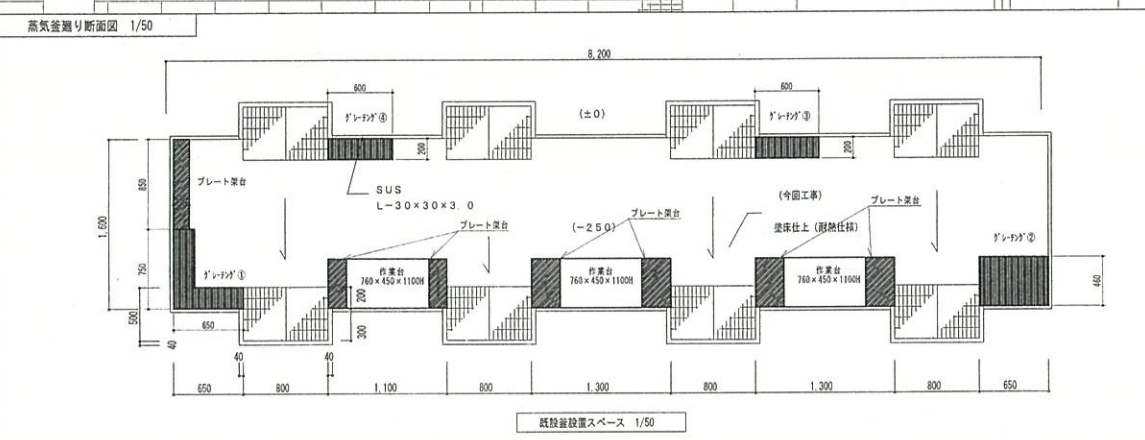 蒸気釜廻り断面図 1/50
8,200
600
600
グレーチング④
(±0)
グレーチング③
200
200
プレート架台
850
1,600
SUS
L-30×30×3.0
(今回工事)
プレート架台
プレート架台
プレート架台
(-250)
塗床仕上(耐熱仕様)
グレーチング②
750
グレーチング①
作業台
760×450×1100H
作業台
760×450×1100H
作業台
760×450×1100H
460
200
500
650
300
40
40
40
650
800
1,100
800
1,300
800
1,300
800
650
既設釜設置スペース 1/50